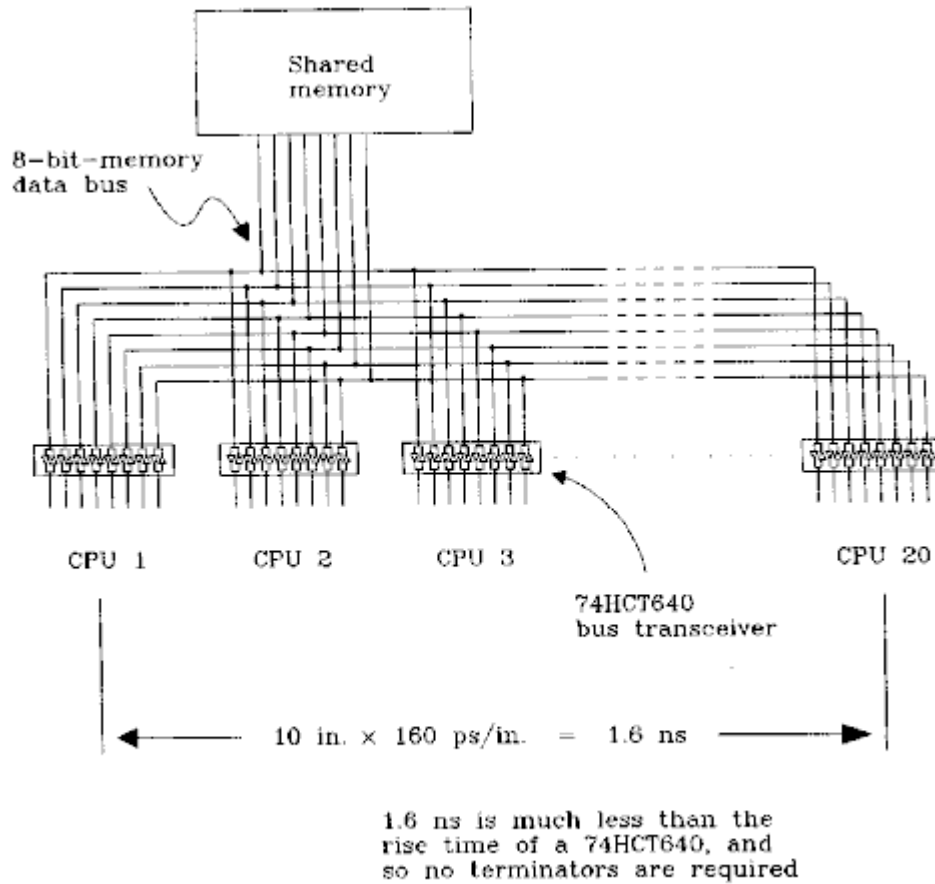 Shared
memory
8-bit-memory
data bus
CPU 1
CPU 2
CPU 3
CPU 20
74HCT640
bus transceiver
10 in. × 160 ps/in. = 1.6 ns
1.6 ns is much less than the
rise time of a 74HCT640, and
so no terminators are required